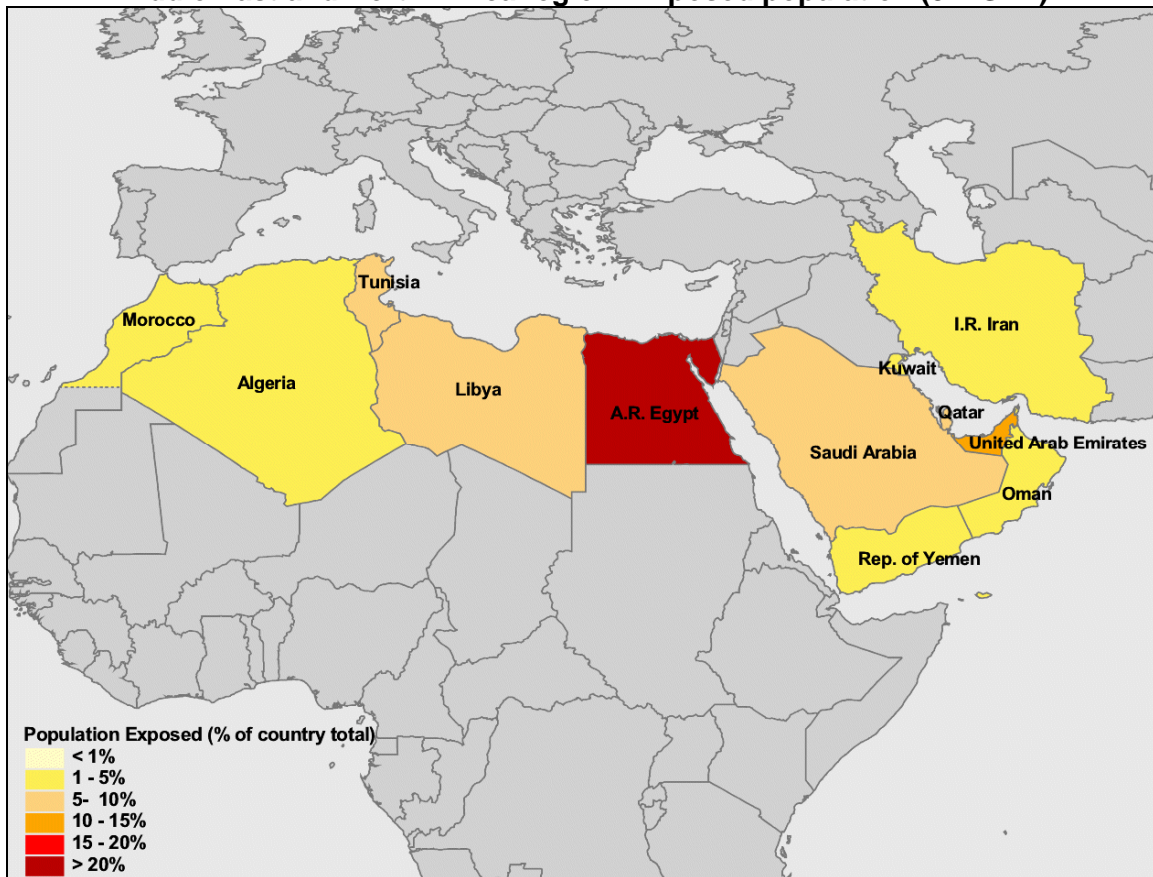 Tunisia
Morocco
I.R. Iran
Kuwait
Algeria
Libya
A.R. Egypt
Qatar
United Arab Emirates
Saudi Arabia
Oman
Rep. of Yemen
Population Exposed (% of country total)
< 1%
1 - 5%
5- 10%
10 - 15%
15 - 20%
> 20%